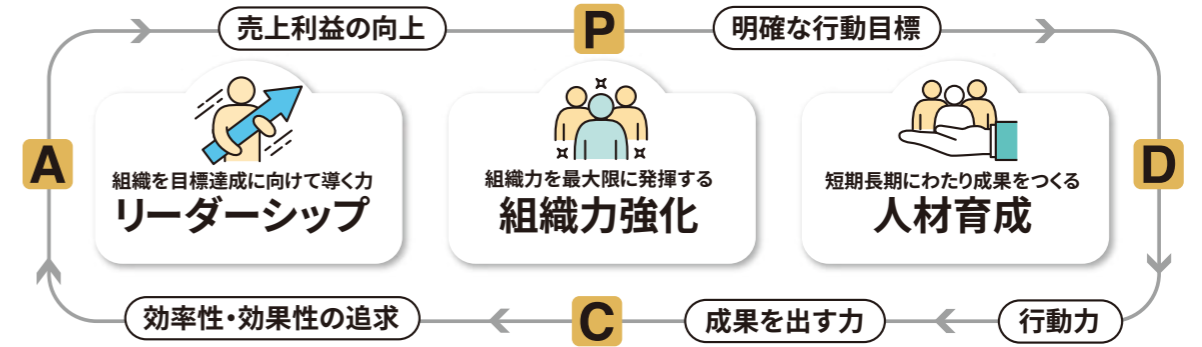 売上利益の向上
P
明確な行動目標
A
組織を目標達成に向けて導く力
リーダーシップ
組織力を最大限に発揮する
組織力強化
短期長期にわたり成果をつくる
人材育成
D
効率性・効果性の追求
C
成果を出す力
行動力